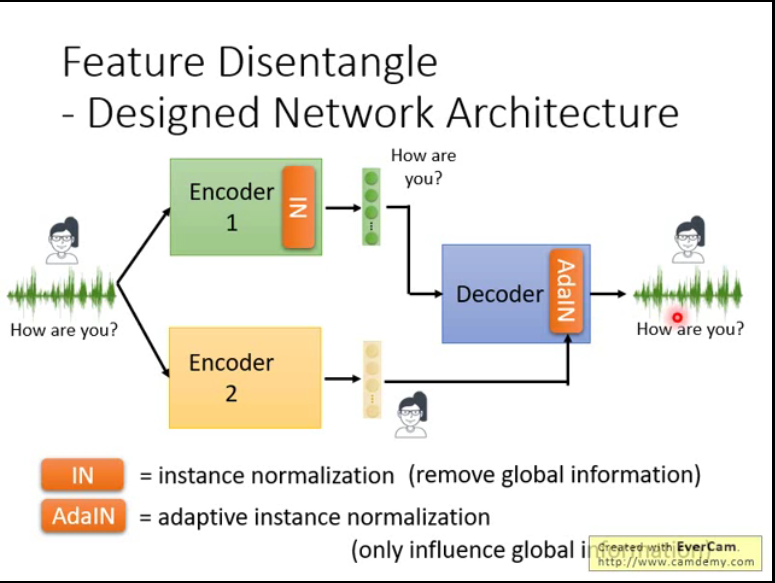 Feature Disentangle
- Designed Network Architecture
How are
you?
Encoder
1
IN
Decoder
AdaIN
How are you?
How are you?
Encoder
2
IN = instance normalization (remove global information)
AdaIN = adaptive instance normalization
(only influence global information)
Created with EverCam.
http://www.camdemy.com